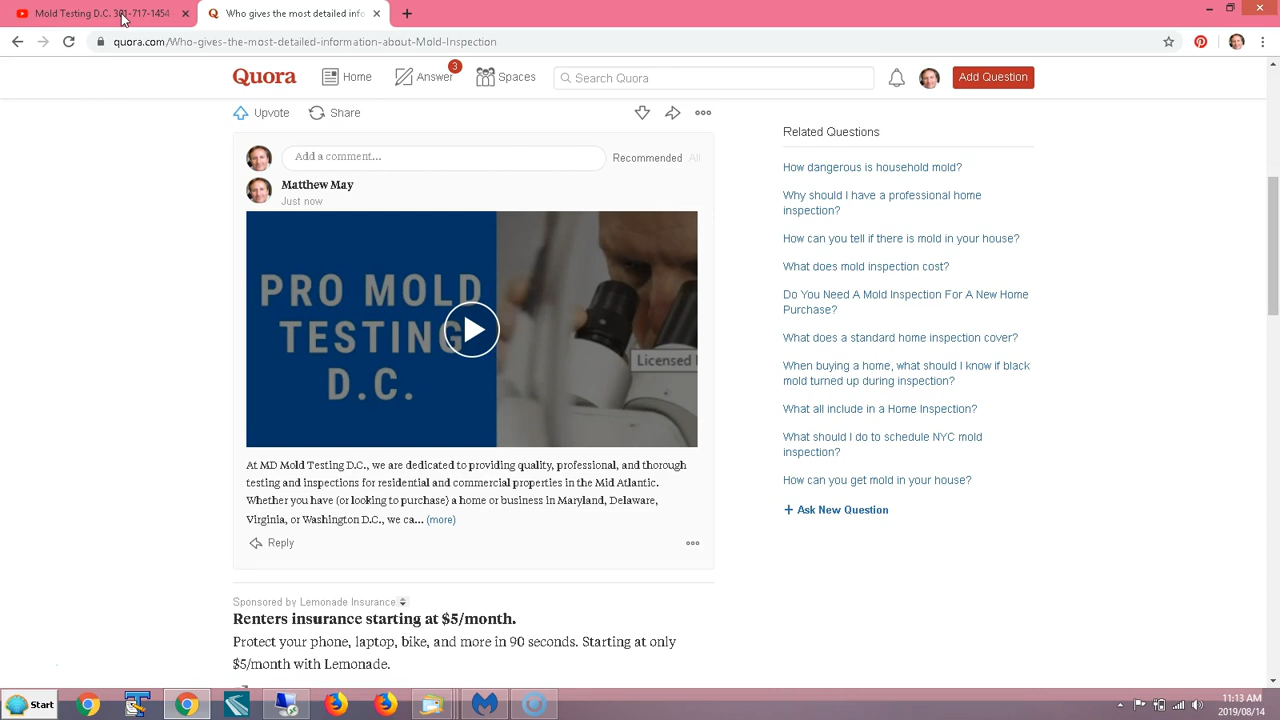 Mold Testing D.C. 301-717-1454
Who gives the most detailed info
quora.com/Who-gives-the-most-detailed-information-about-Mold-Inspection
Quora
Home
Answer
3
Spaces
Search Quora
Add Question
Upvote
Share
Add a comment...
Recommended
All
Matthew May
Just now
PRO MOLD
TESTING
D.C.
Licensed
At MD Mold Testing D.C., we are dedicated to providing quality, professional, and thorough
testing and inspections for residential and commercial properties in the Mid Atlantic.
Whether you have (or looking to purchase) a home or business in Maryland, Delaware,
Virginia, or Washington D.C., we ca... (more)
Reply
Sponsored by Lemonade Insurance
Renters insurance starting at $5/month.
Protect your phone, laptop, bike, and more in 90 seconds. Starting at only
$5/month with Lemonade.
Related Questions
How dangerous is household mold?
Why should I have a professional home
inspection?
How can you tell if there is mold in your house?
What does mold inspection cost?
Do You Need A Mold Inspection For A New Home
Purchase?
What does a standard home inspection cover?
When buying a home, what should I know if black
mold turned up during inspection?
What all include in a Home Inspection?
What should I do to schedule NYC mold
inspection?
How can you get mold in your house?
+ Ask New Question
Start
11:13 AM
2019/08/14